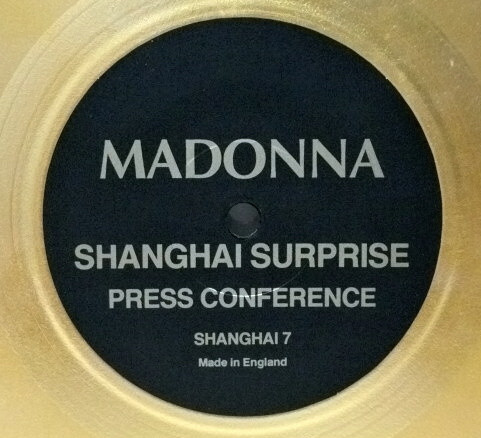 MADONNA
SHANGHAI SURPRISE
PRESS CONFERENCE
SHANGHAI 7
Made in England